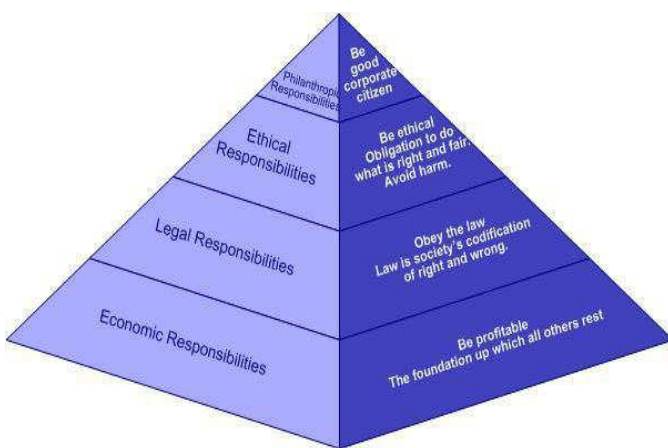 Philanthropic
Responsibilities
Be
good
corporate
citizen
Ethical
Responsibilities
Be ethical
Obligation to do
what is right and fair.
Avoid harm.
Legal Responsibilities
Obey the law
Law is society's codification
of right and wrong.
Economic Responsibilities
Be profitable
The foundation up which all others rest